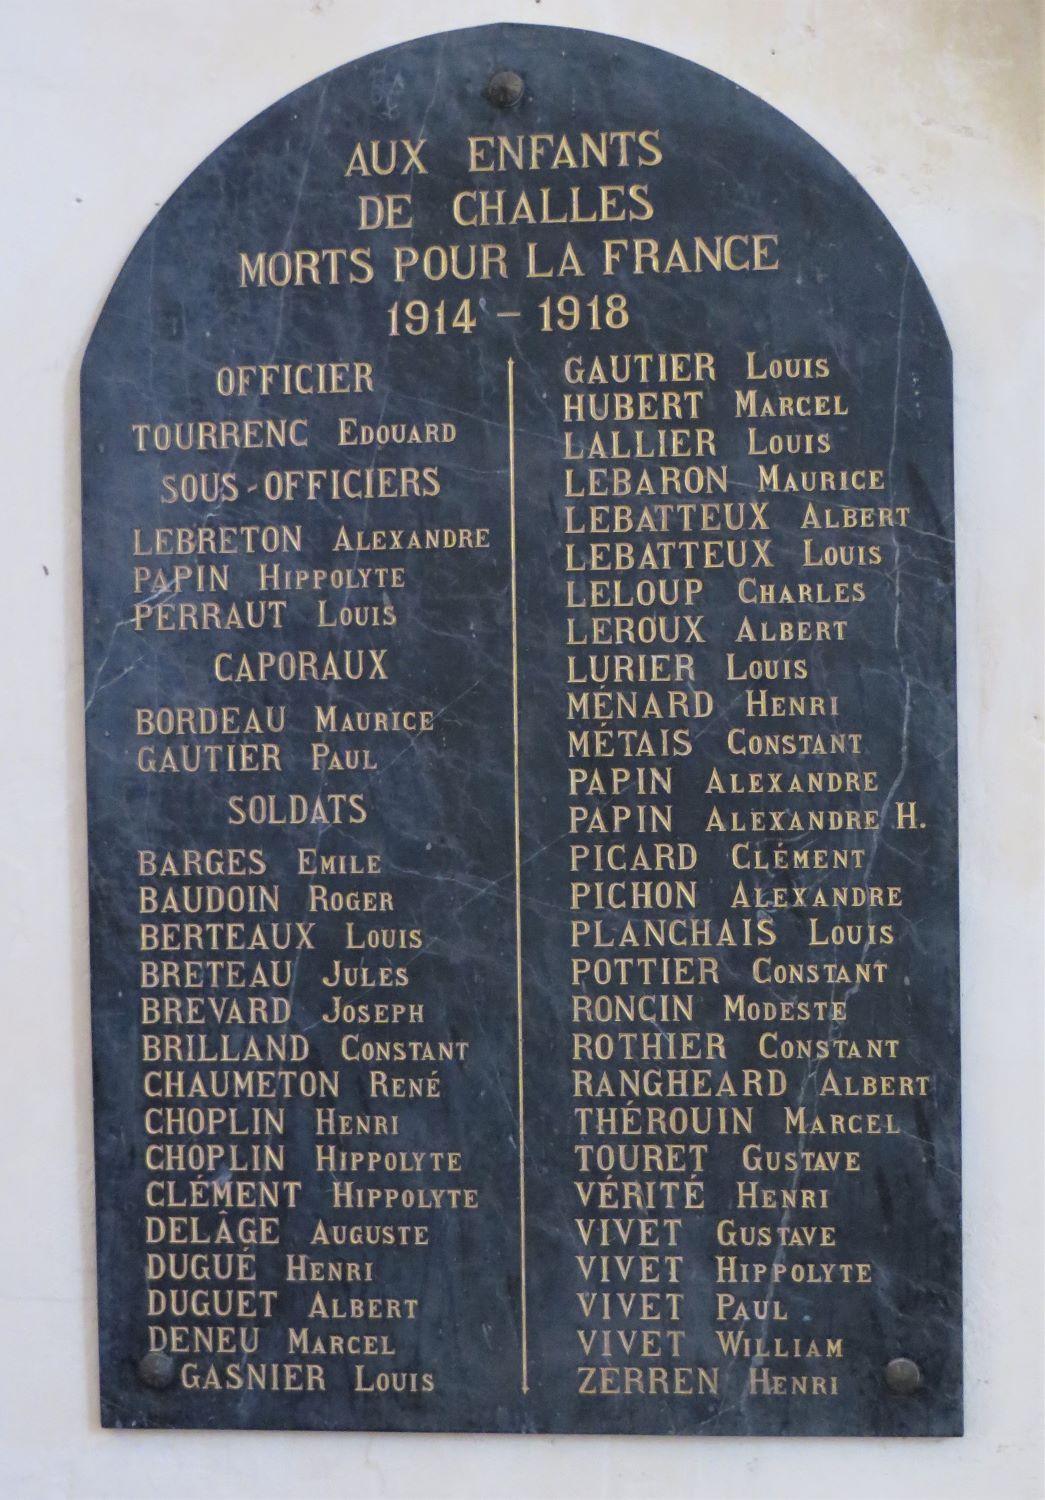 AUX ENFANTS
DE CHALLES
MORTS POUR LA FRANCE
1914 - 1918
OFFICIER
TOURRENC EDOUARD
SOUS-OFFICIERS
LEBRETON ALEXANDRE
PAPIN HIPPOLYTE
PERRAUT LOUIS
CAPORAUX
BORDEAU MAURICE
GAUTIER PAUL
SOLDATS
BARGES EMILE
BAUDOIN ROGER
BERTEAUX LOUIS
BRETEAU JULES
BREVARD JOSEPH
BRILLAND CONSTANT
CHAUMETON RENÉ
CHOPLIN HENRI
CHOPLIN HIPPOLYTE
CLÉMENT HIPPOLYTE
DELÂGE AUGUSTE
DUGUÉ HENRI
DUGUET ALBERT
DENEU MARCEL
GASNIER LOUIS
GAUTIER LOUIS
HUBERT MARCEL
LALLIER LOUIS
LEBARON MAURICE
LEBATTEUX ALBERT
LEBATTEUX LOUIS
LELOUP CHARLES
LEROUX ALBERT
LURIER LOUIS
MÉNARD HENRI
MÉTAIS CONSTANT
PAPIN ALEXANDRE
PAPIN ALEXANDRE H.
PICARD CLÉMENT
PICHON ALEXANDRE
PLANCHAIS LOUIS
POTTIER CONSTANT
RONCIN MODESTE
ROTHIER CONSTANT
RANGHEARD ALBERT
THÉROUIN MARCEL
TOURET GUSTAVE
VÉRITÉ HENRI
VIVET GUSTAVE
VIVET HIPPOLYTE
VIVET PAUL
VIVET WILLIAM
ZERREN HENRI